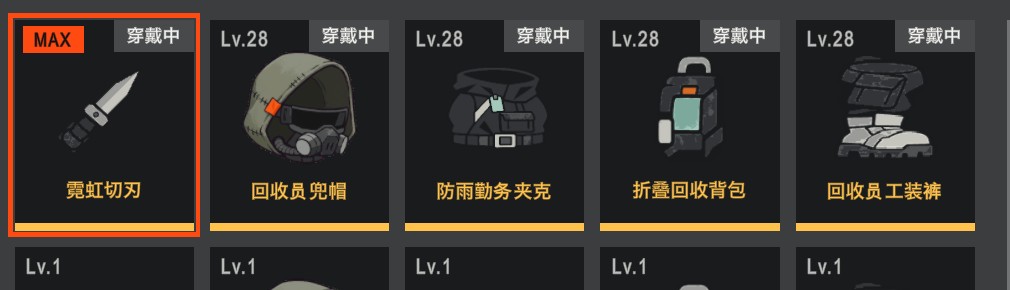 MAX 穿戴中
Lv.28 穿戴中
Lv.28 穿戴中
Lv.28 穿戴中
Lv.28 穿戴中
霓虹切刃
回收员兜帽
防雨勤务夹克
折叠回收背包
回收员工装裤
Lv.1
Lv.1
Lv.1
Lv.1
Lv.1